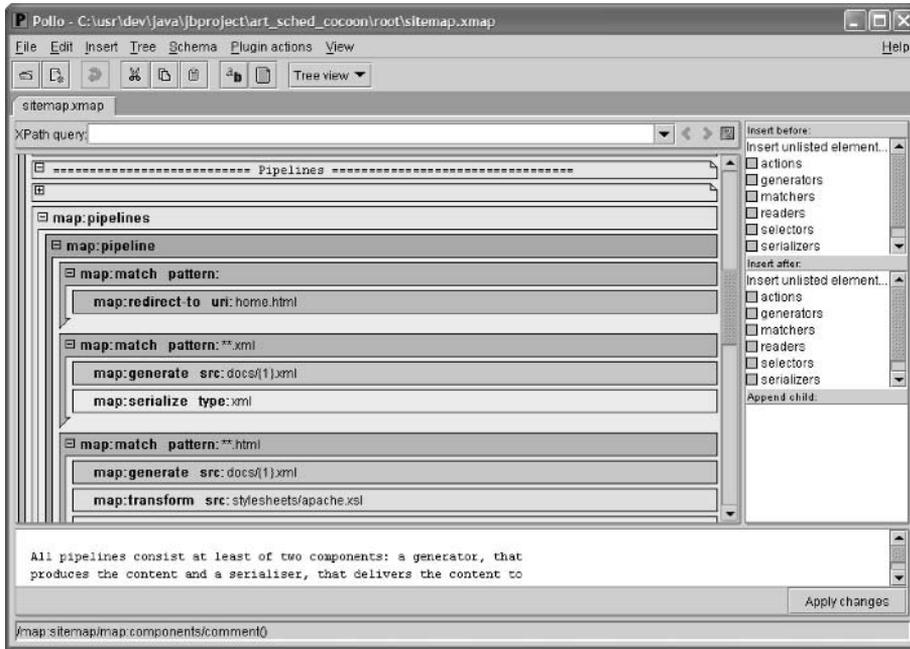 Pollo - C:\usr\dev\java\jbproject\art_sched_cocoon\root\sitemap.xmap
File Edit Insert Tree Schema Plugin actions View Help
ab Tree view
sitemap.xmap
XPath query:
=========================== Pipelines =================================
map:pipelines
map:pipeline
map:match pattern:
map:redirect-to uri: home.html
map:match pattern: **.xml
map:generate src: docs/{1}.xml
map:serialize type: xml
map:match pattern: **.html
map:generate src: docs/{1}.xml
map:transform src: stylesheets/apache.xsl
Insert before:
Insert unlisted element...
actions
generators
matchers
readers
selectors
serializers
Insert after:
Insert unlisted element...
actions
generators
matchers
readers
selectors
serializers
Append child:
All pipelines consist at least of two components: a generator, that
produces the content and a serialiser, that delivers the content to
Apply changes
/map:sitemap/map:components/comment()